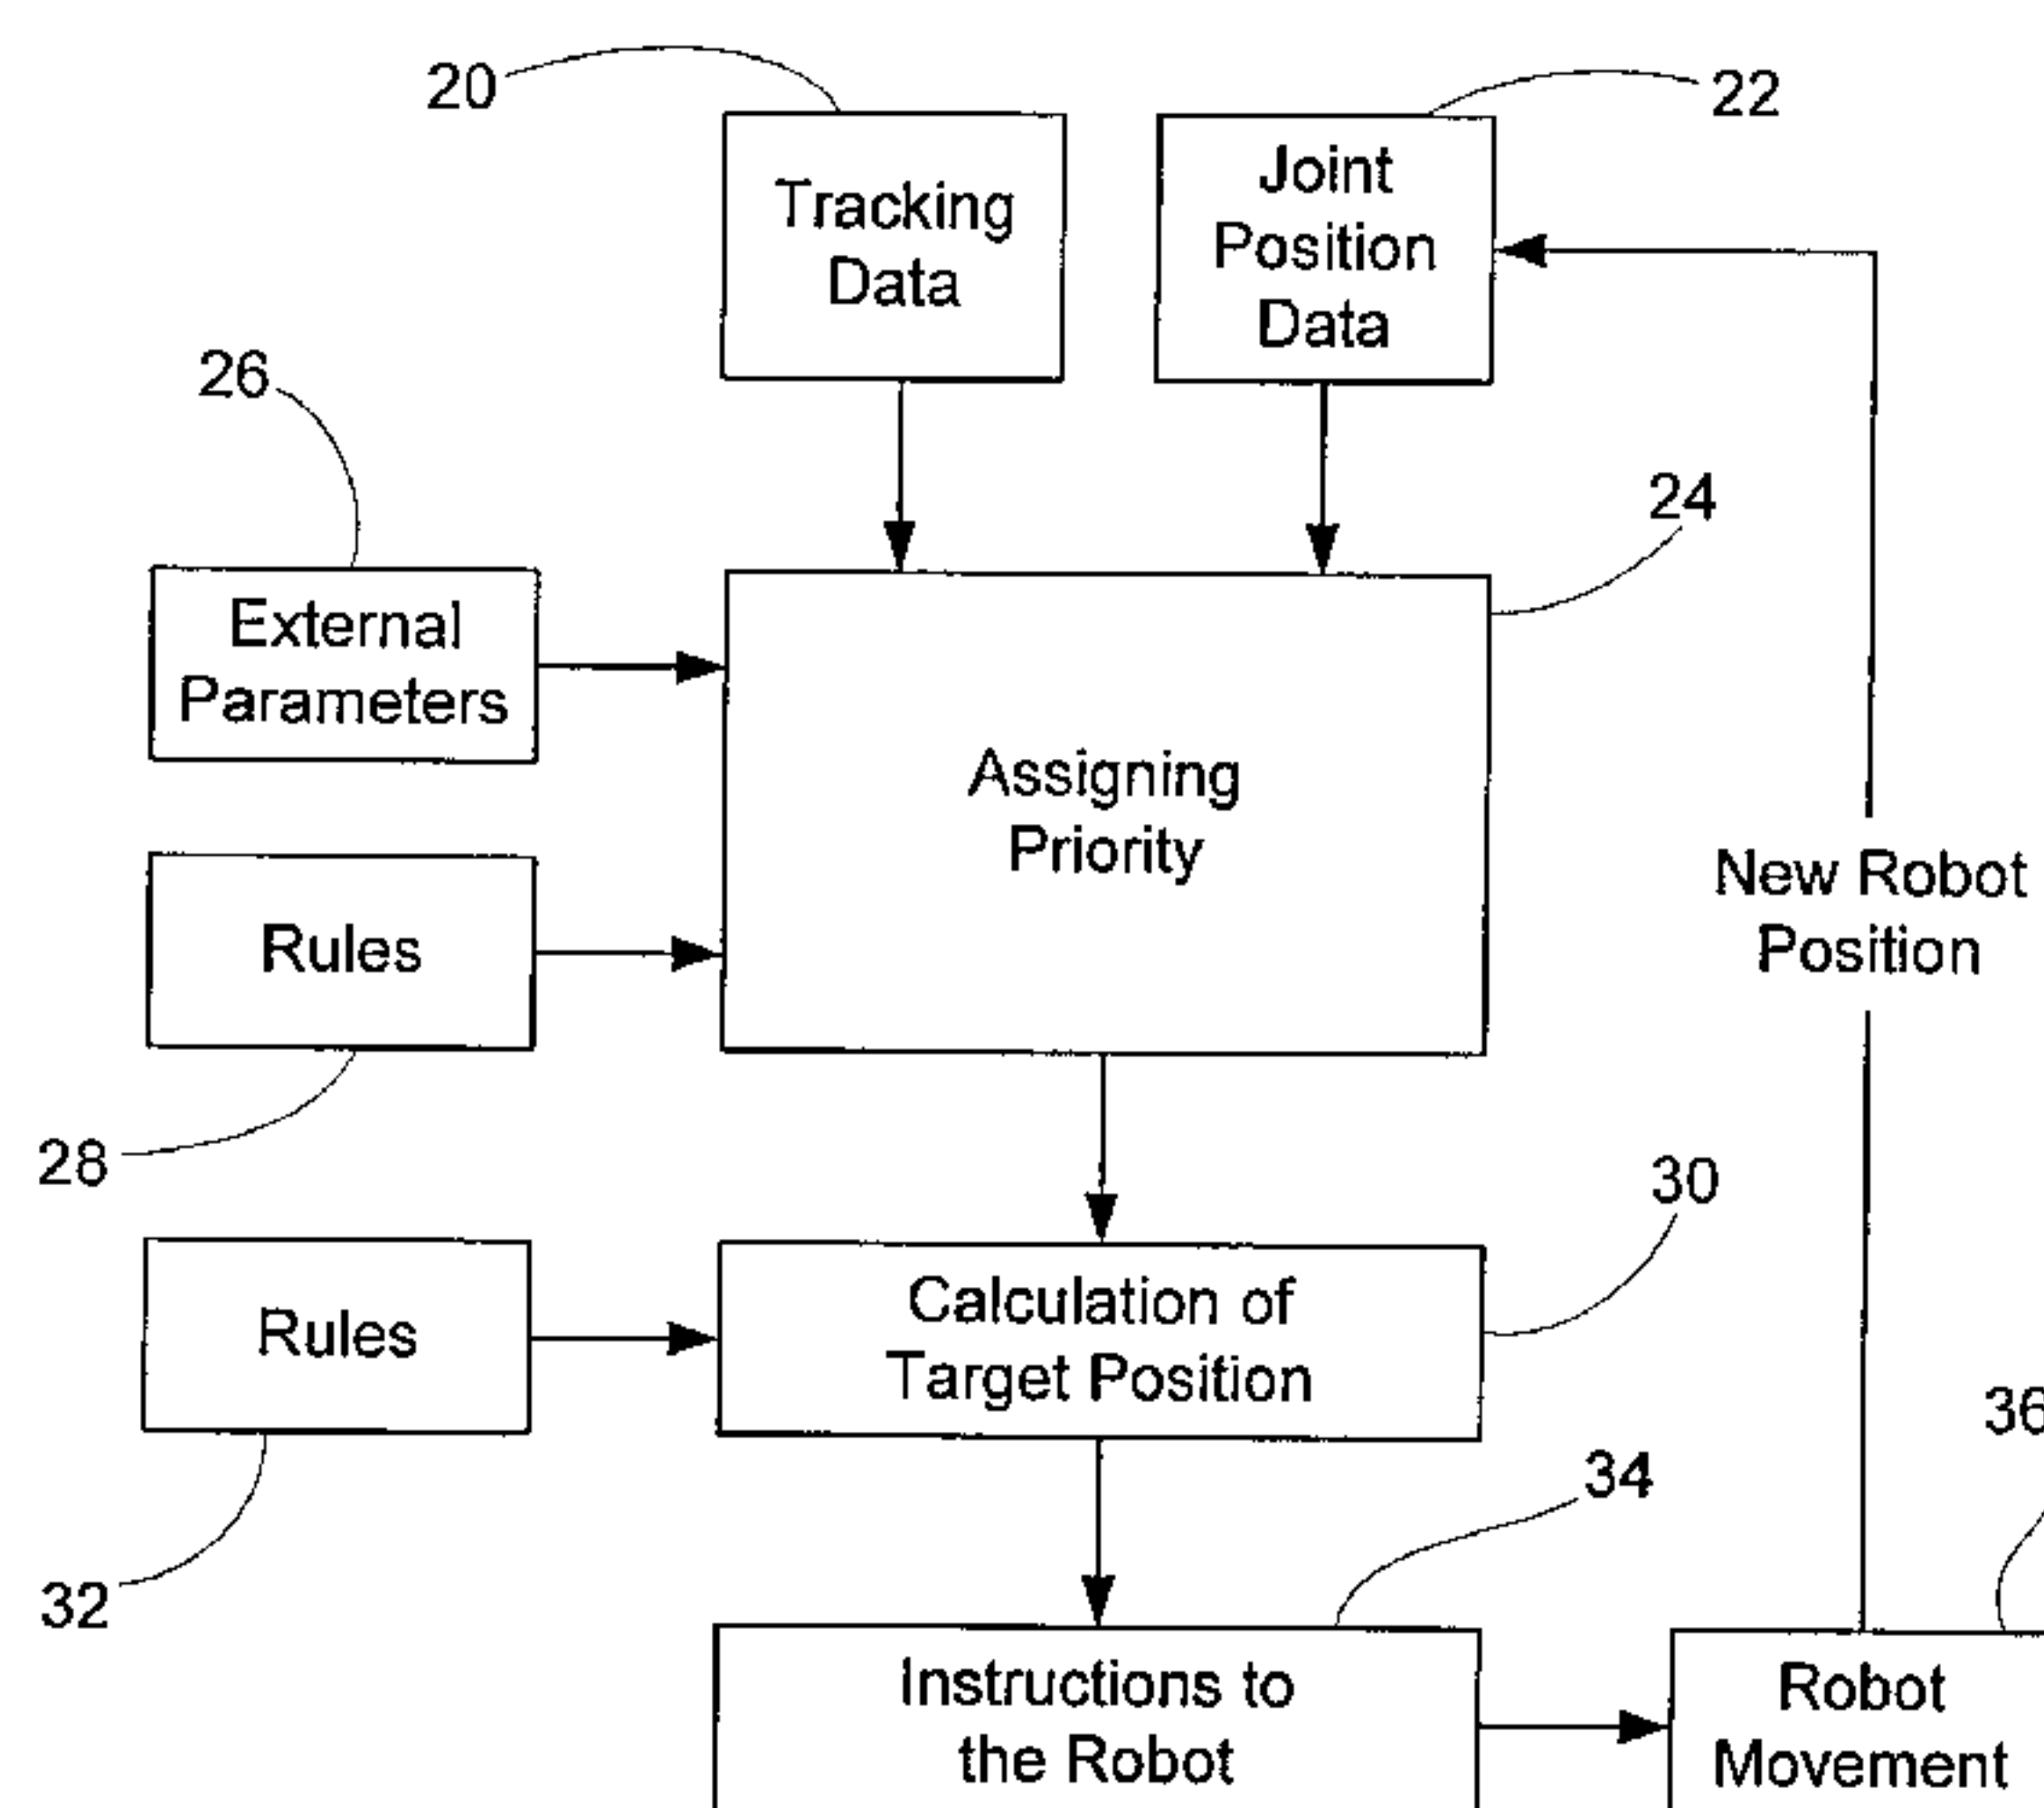 20
22
Tracking
Data
Joint
Position
Data
26
24
External
Parameters
Assigning
Priority
New Robot
Position
Rules
28
30
Rules
Calculation of
Target Position
36
34
32
Instructions to
the Robot
Robot
Movement